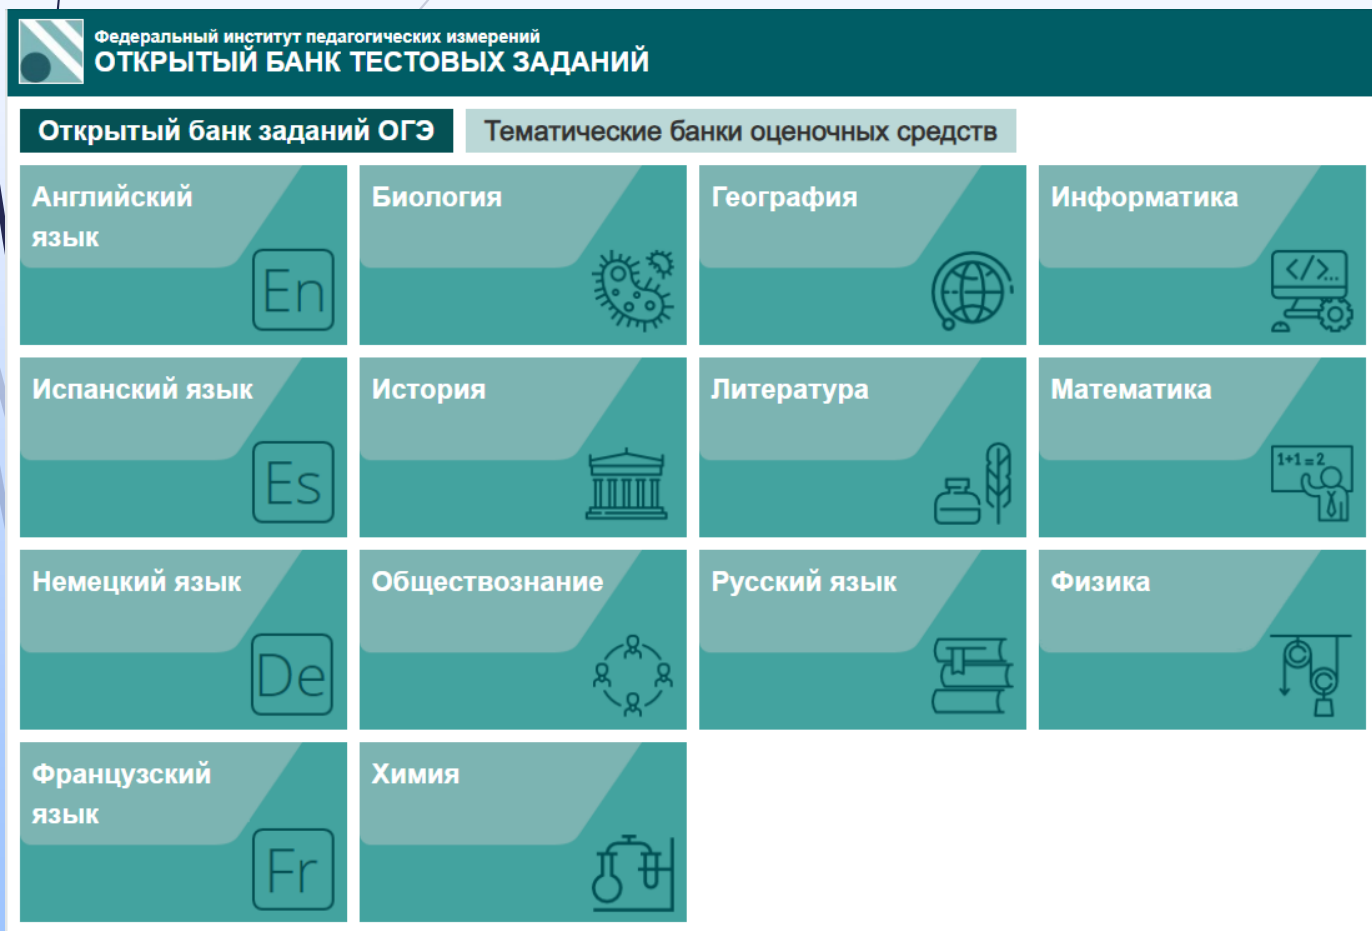 Федеральный институт педагогических измерений
ОТКРЫТЫЙ БАНК ТЕСТОВЫХ ЗАДАНИЙ
Открытый банк заданий ОГЭ
Тематические банки оценочных средств
Английский
язык
En
Биология
География
Информатика
</>...
Испанский язык
Es
История
Литература
Математика
1+1=2
Немецкий язык
De
Обществознание
Русский язык
Физика
Французский
язык
Fr
Химия